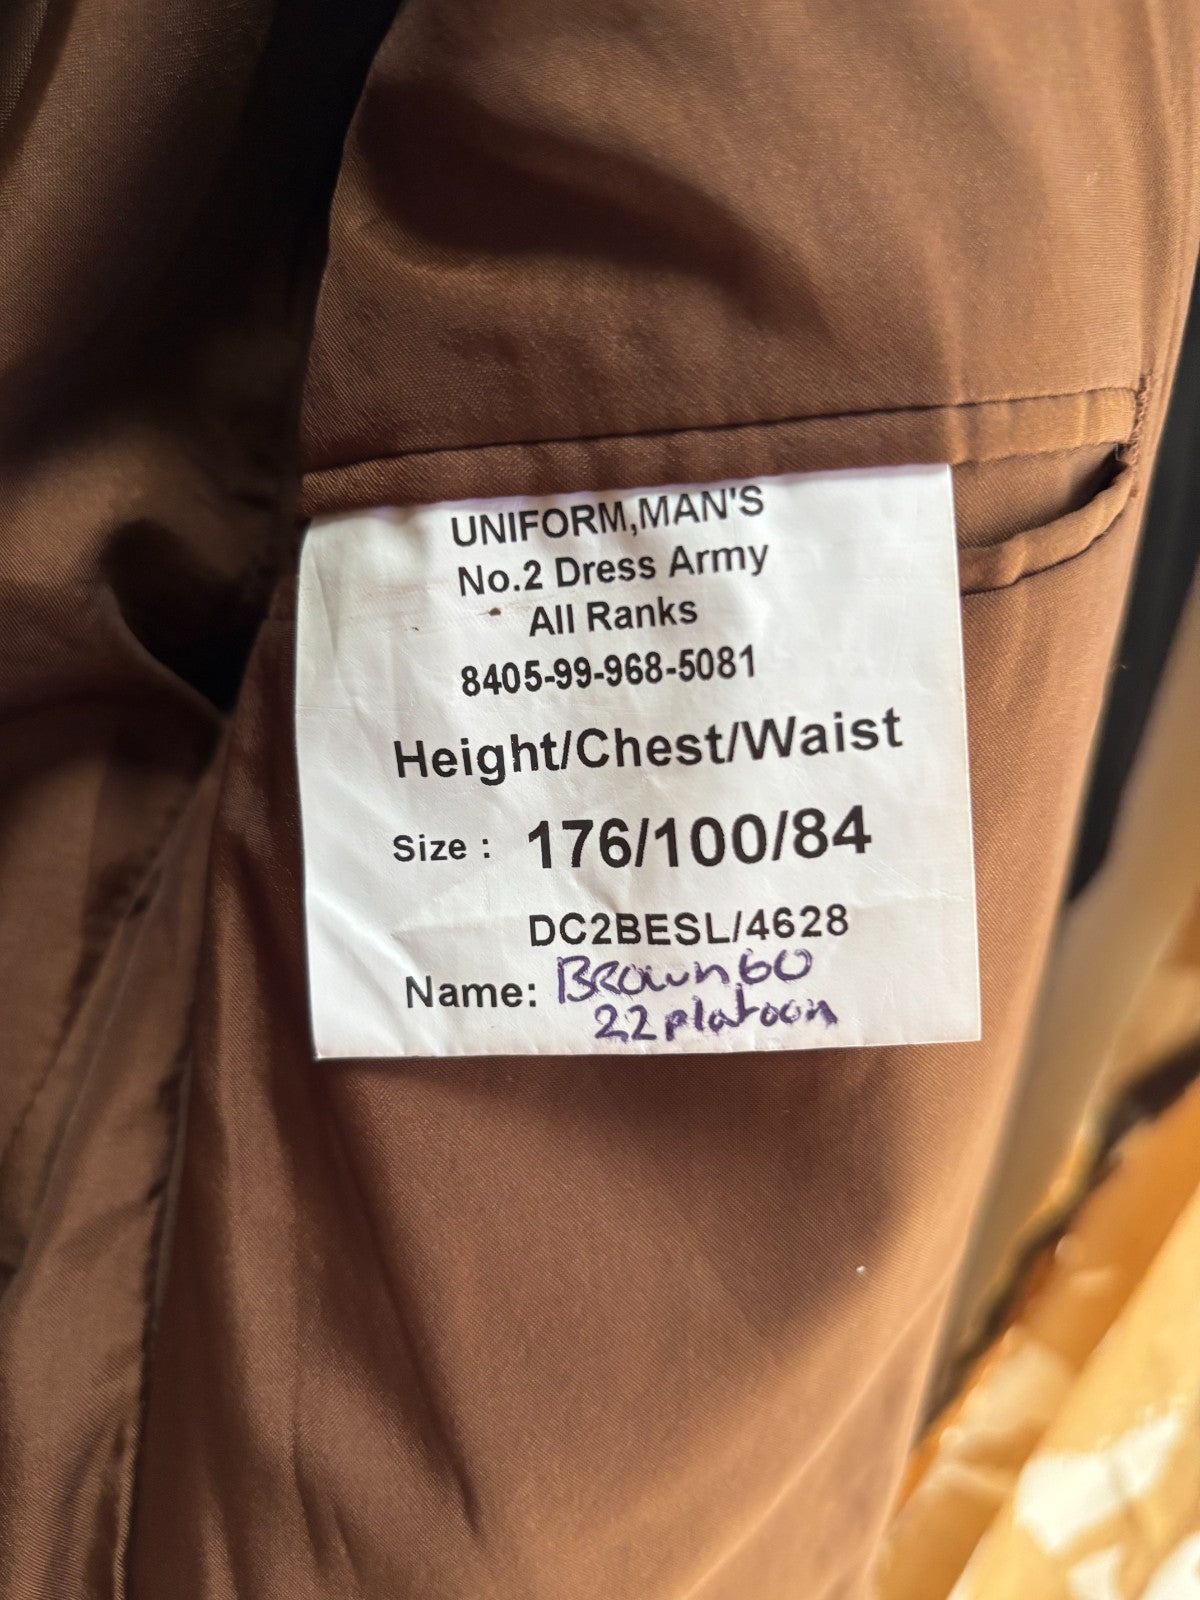 UNIFORM,MAN'S
No.2 Dress Army
All Ranks
8405-99-968-5081
Height/Chest/Waist
Size : 176/100/84
DC2BESL/4628
Name: Brown 60
22 platoon